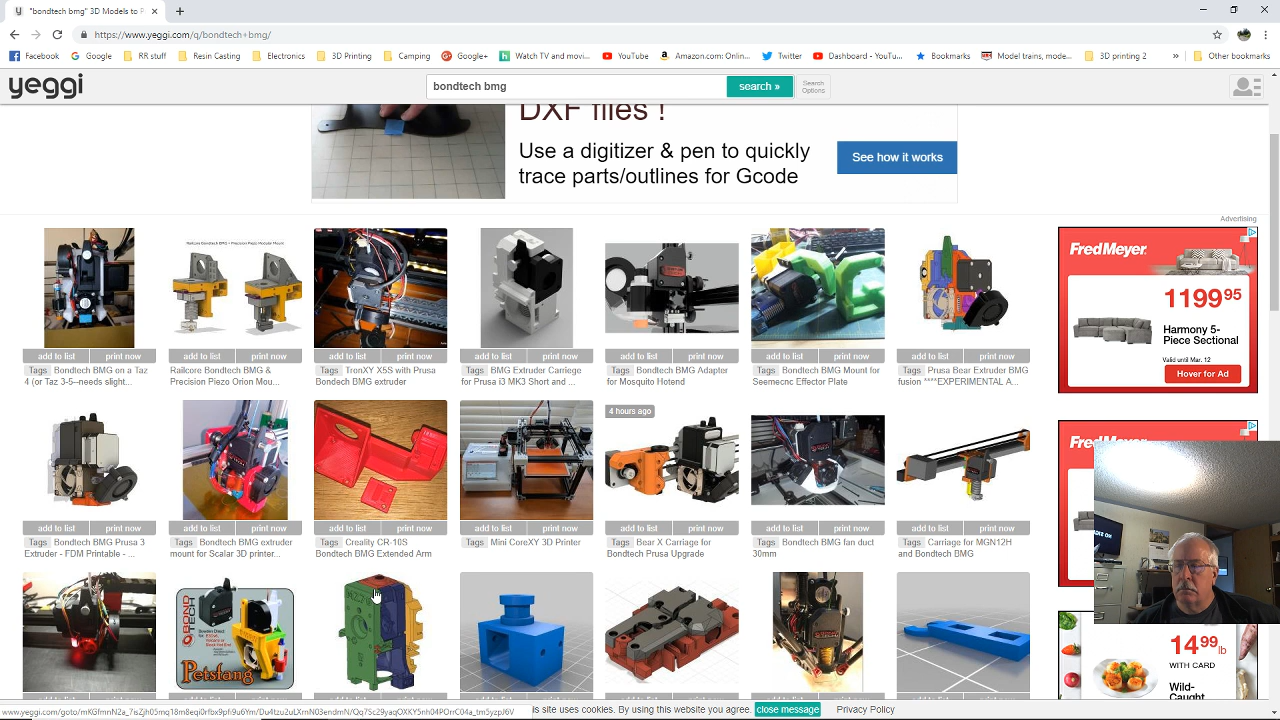 "bondtech bmg" 3D Models to P
https://www.yeggi.com/q/bondtech+bmg/
Facebook
Google
RR stuff
Resin Casting
Electronics
3D Printing
Camping
Google+
Watch TV and movi...
YouTube
Amazon.com: Onlin...
Twitter
Dashboard - YouTu...
Bookmarks
Model trains, mode...
3D printing 2
»
Other bookmarks
yeggi
bondtech bmg
search »
Search
Options
DXF files !
Use a digitizer & pen to quickly
trace parts/outlines for Gcode
See how it works
Advertising
Railcore Bondtech BMG + Precision Piezo Modular Mount
add to list print now
add to list print now
add to list print now
add to list print now
add to list print now
add to list print now
add to list print now
Tags Bondtech BMG on a Taz
4 (or Taz 3-5--needs slight...
Tags Railcore Bondtech BMG &
Precision Piezo Orion Mou...
Tags TronXY X5S with Prusa
Bondech BMG extruder
Tags BMG Extruder Carriege
for Prusa i3 MK3 Short and ...
Tags Bondtech BMG Adapter
for Mosquito Hotend
Tags Bondtech BMG Mount for
Seemecnc Effector Plate
Tags Prusa Bear Extruder BMG
fusion ****EXPERIMENTAL A...
FredMeyer
1199 95
Harmony 5-
Piece Sectional
Valid until Mar. 12
Hover for Ad
4 hours ago
add to list print now
add to list print now
add to list print now
add to list print now
add to list print now
add to list print now
add to list print now
Tags Bondtech BMG Prusa 3
Extruder - FDM Printable - ...
Tags Bondtech BMG extruder
mount for Scalar 3D printer...
Tags Creality CR-10S
Bondtech BMG Extended Arm
Tags Mini CoreXY 3D Printer
Tags Bear X Carriage for
Bondtech Prusa Upgrade
Tags Bondtech BMG fan duct
30mm
Tags Carriage for MGN12H
and Bondtech BMG
FredMeyer
BOND
TECH
Petsfang
14 99
lb
WITH CARD
Wild-
Caught
is site uses cookies. By using this website you agree. close message Privacy Policy